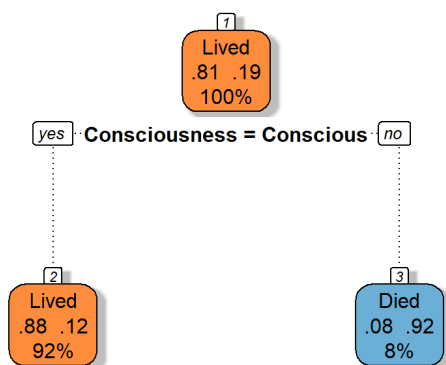 1
Lived
.81 .19
100%
yes Consciousness = Conscious no
2
Lived
.88 .12
92%
3
Died
.08 .92
8%